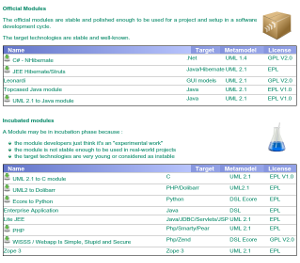 Official Modules
The official modules are stable and polished enough to be used for a project and setup in a software
development cycle.
The target technologies are stable and well-known.
Name Target Metamodel License
C# - NHibernate .Net UML 1.4 GPL V2.0
JEE Hibernate/Struts Java/Hibernate UML 2.1 EPL
Leonardi GUI models UML 2.1 GPL V2.0
Topcased Java module Java UML 2.1 EPL V1.0
UML 2.1 to Java module Java UML 2.1 EPL V1.0
Incubated modules
A Module may be in incubation phase because :
the module developers just think it's an "experimental work"
the module is not stable enough to be used in real-world projects
the target technologies are very young or considered as instable
Name Target Metamodel License
UML 2.1 to C module C UML 2.1 EPL V1.0
UML2 to Dolibarr PHP/Dolibarr UML2.1 EPL
Ecore to Python Python DSL Ecore EPL
Enterprise Application Java DSL EPL
Lite JEE Java/JDBC/Servlets/JSP UML 2.1 EPL
PHP Php/Smarty/Pear UML 2.1 EPL
WISSS / Webapp Is Simple, Stupid and Secure Php/Zend DSL Ecore GPL V2.0
Zope 3 Zope 3 UML 2.1 EPL